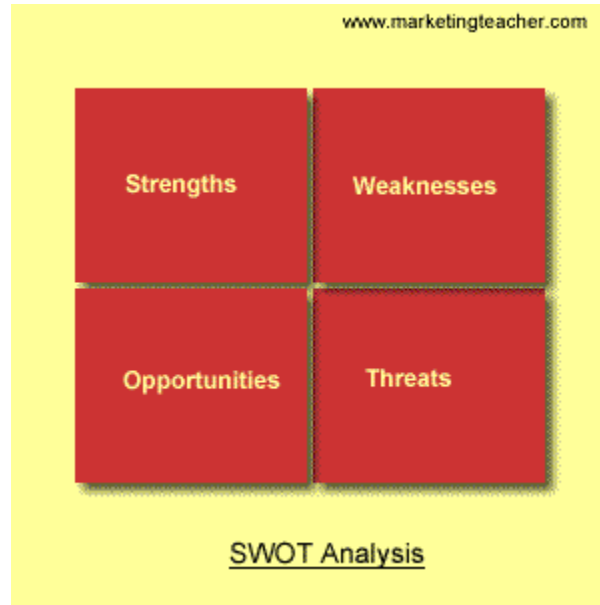 www.marketingteacher.com
Strengths
Weaknesses
Opportunities
Threats
SWOT Analysis